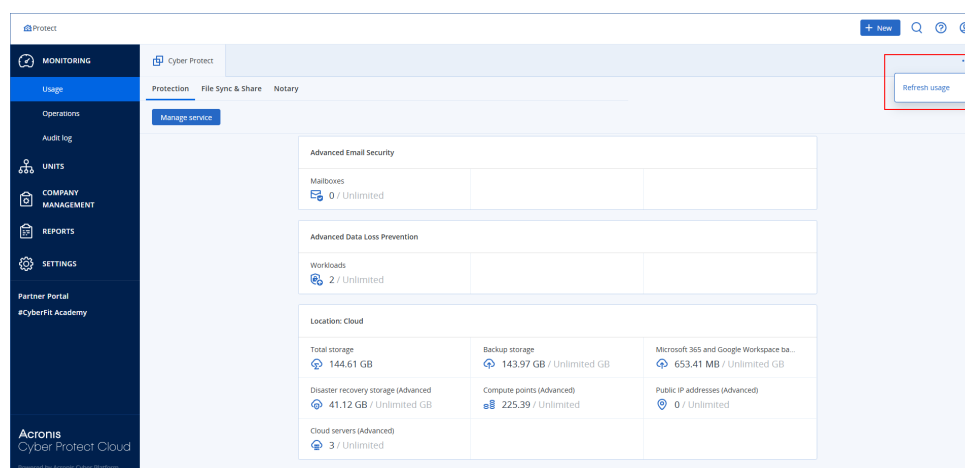 Protect
+ New
MONITORING
Cyber Protect
Usage
Protection File Sync & Share Notary
Refresh usage
Operations
Manage service
Audit log
Advanced Email Security
UNITS
Mailboxes
0 / Unlimited
COMPANY
MANAGEMENT
REPORTS
Advanced Data Loss Prevention
SETTINGS
Workloads
2 / Unlimited
Partner Portal
#CyberFit Academy
Location: Cloud
Total storage Backup storage Microsoft 365 and Google Workspace ba...
144.61 GB 143.97 GB / Unlimited GB 653.41 MB / Unlimited GB
Disaster recovery storage (Advanced Compute points (Advanced) Public IP addresses (Advanced)
41.12 GB / Unlimited GB 225.39 / Unlimited 0 / Unlimited
Cloud servers (Advanced)
3 / Unlimited
Acronis
Cyber Protect Cloud
Powered by Acronis Cyber Platform